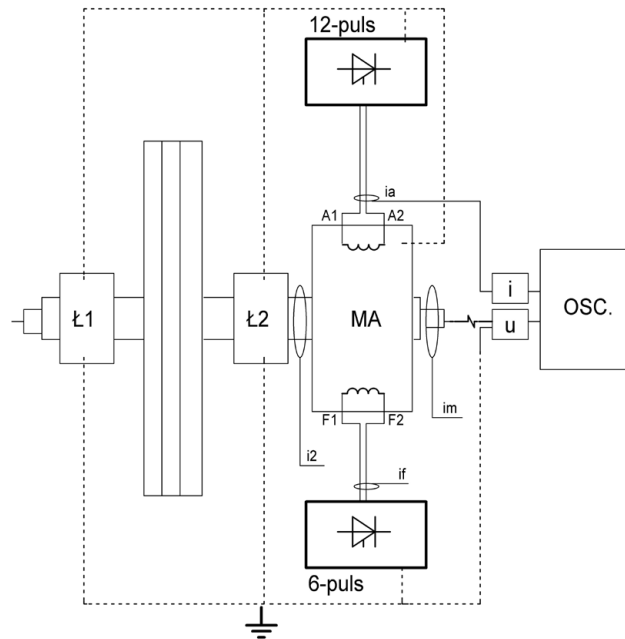 12-puls
ia
A1 A2
i
OSC.
u
Ł1
Ł2
MA
F1 F2
im
i2
if
6-puls